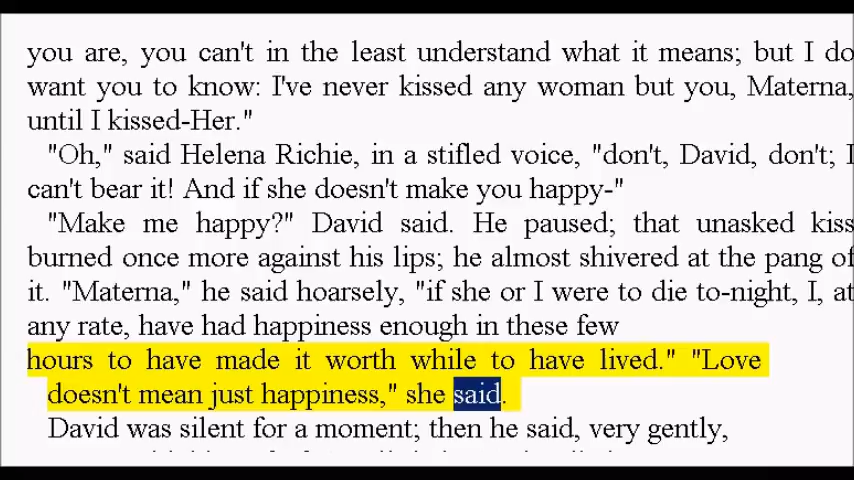 you are, you can't in the least understand what it means; but I do
want you to know: I've never kissed any woman but you, Materna,
until I kissed-Her."
"Oh," said Helena Richie, in a stifled voice, "don't, David, don't; I
can't bear it! And if she doesn't make you happy-"
"Make me happy?" David said. He paused; that unasked kiss
burned once more against his lips; he almost shivered at the pang of
it. "Materna," he said hoarsely, "if she or I were to die to-night, I, at
any rate, have had happiness enough in these few
hours to have made it worth while to have lived." "Love
doesn't mean just happiness," she said.
David was silent for a moment; then he said, very gently,